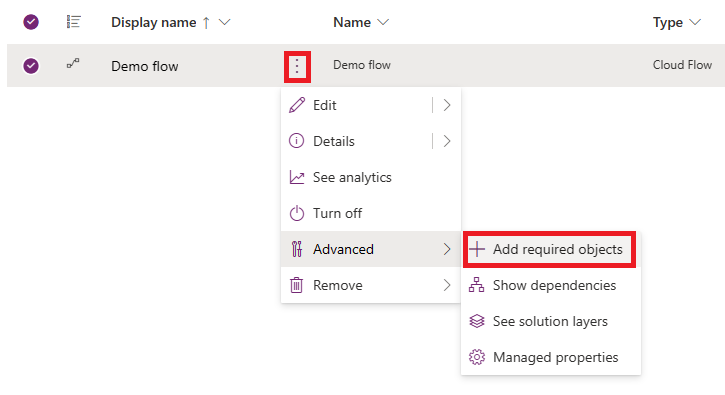 Display name
Name
Type
Demo flow
Demo flow
Cloud Flow
Edit
Details
See analytics
Turn off
Advanced
Remove
Add required objects
Show dependencies
See solution layers
Managed properties